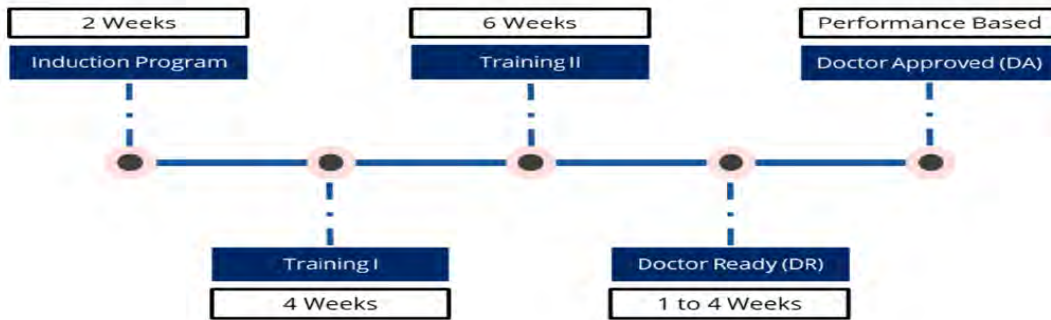 2 Weeks
Induction Program
6 Weeks
Training II
Performance Based
Doctor Approved (DA)
Training I
4 Weeks
Doctor Ready (DR)
1 to 4 Weeks